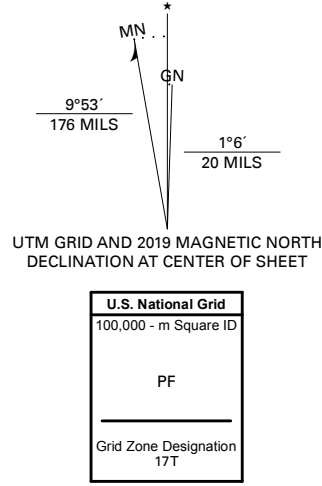 ★
MN
GN
9°53´
176 MILS
1°6´
20 MILS
UTM GRID AND 2019 MAGNETIC NORTH
DECLINATION AT CENTER OF SHEET
U.S. National Grid
100,000 - m Square ID
PF
Grid Zone Designation
17T